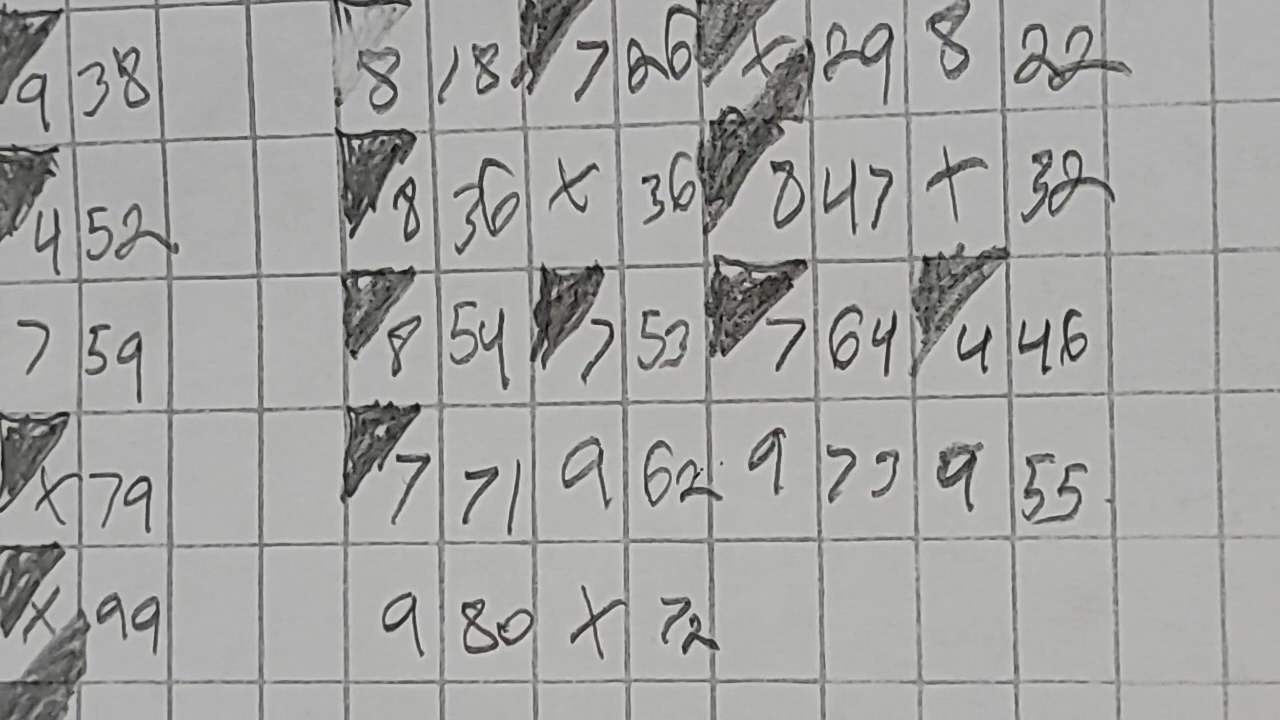 9 38 8 18 7 26 x 29 8 22
4 52 8 36 x 36 8 47 x 32
7 59 8 54 7 53 7 64 4 46
x 79 7 71 9 62 9 73 9 55
x 99 9 80 x 72